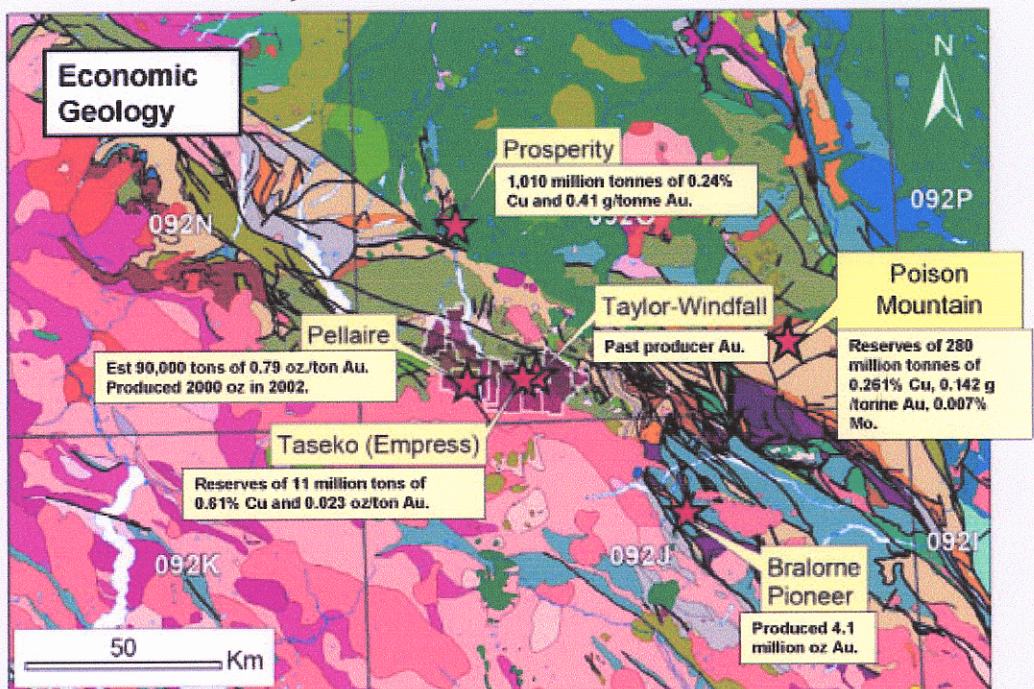 Economic
Geology
N
Prosperity
1,010 million tonnes of 0.24%
Cu and 0.41 g/tonne Au.
092N
092O
092P
Poison
Mountain
Reserves of 280
million tonnes of
0.261% Cu, 0.142 g
/tonne Au, 0.007%
Mo.
Taylor-Windfall
Past producer Au.
Pellaire
Est 90,000 tons of 0.79 oz./ton Au.
Produced 2000 oz in 2002.
Taseko (Empress)
Reserves of 11 million tons of
0.61% Cu and 0.023 oz/ton Au.
092K
092J
092I
Bralorne
Pioneer
Produced 4.1
million oz Au.
50
Km